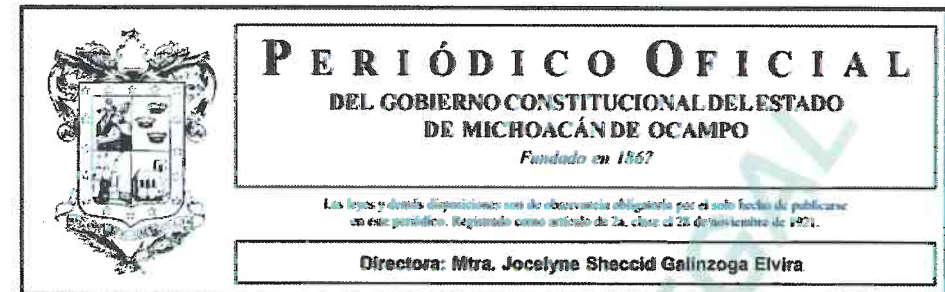 PERIÓDICO OFICIAL
DEL GOBIERNO CONSTITUCIONAL DEL ESTADO
DE MICHOACÁN DE OCAMPO
Fundado en 1867
Las leyes y demás disposiciones son de observancia obligatoria por el solo hecho de publicarse
en este periódico. Registrado como artículo de 2a. clase el 28 de noviembre de 1921.
Directora: Mtra. Jocelyne Sheccid Galinzoga Elvira
GAL